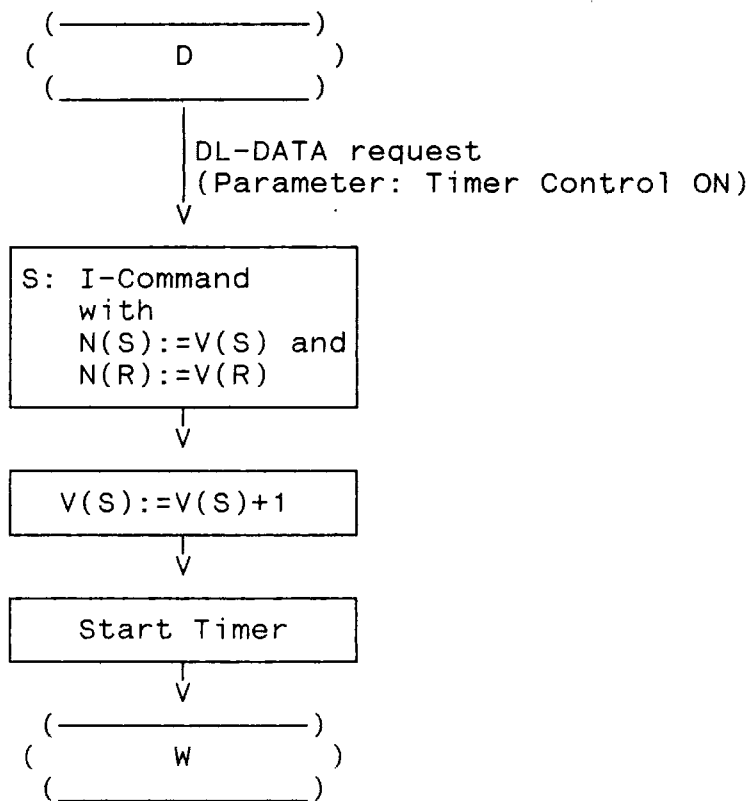 D
DL-DATA request
(Parameter: Timer Control ON)
S: I-Command
with
N(S):=V(S) and
N(R):=V(R)
V(S):=V(S)+1
Start Timer
W